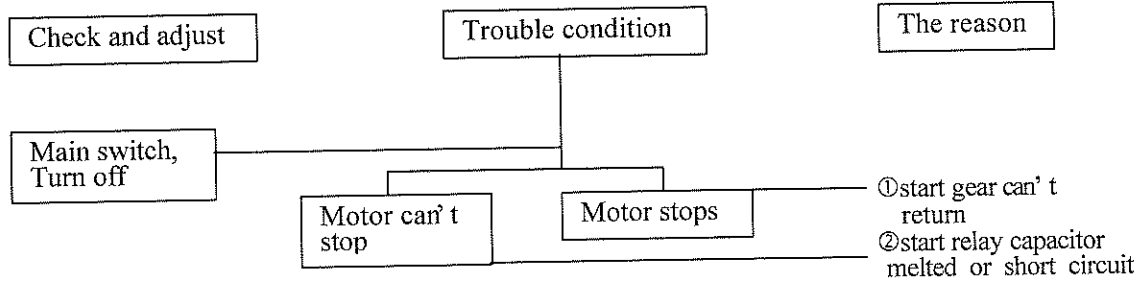 Check and adjust
Trouble condition
The reason
Main switch,
Turn off
Motor can't
stop
Motor stops
①start gear can't
return
②start relay capacitor
melted or short circuit